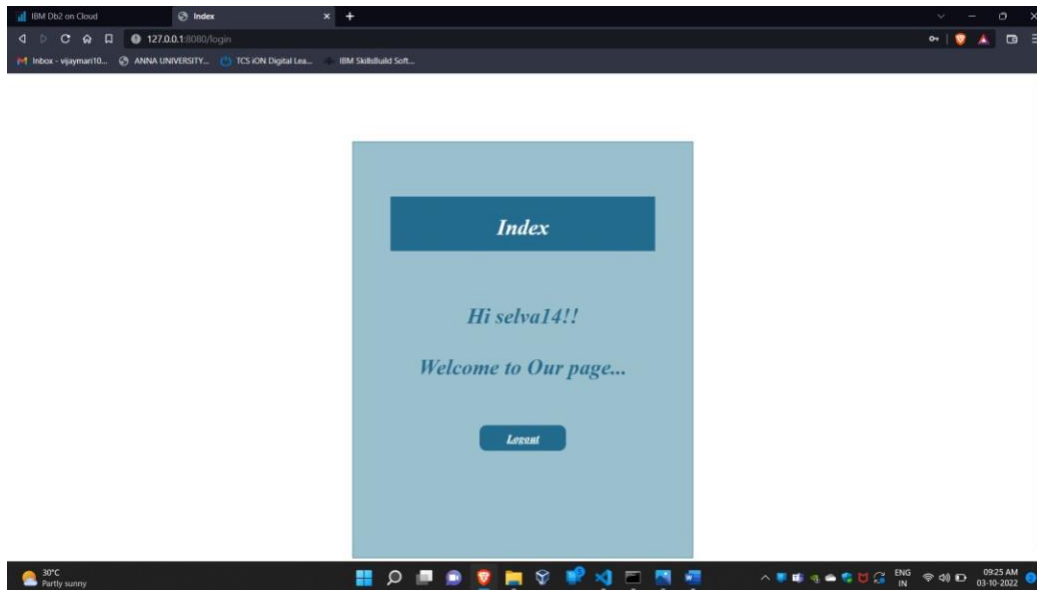 IBM Db2 on Cloud
Index
127.0.0.1:8080/login
Inbox - vijaymari10...
ANNA UNIVERSITY...
TCS iON Digital Lea...
IBM SkillsBuild Soft...
Index
Hi selva14!!
Welcome to Our page...
Logout
30°C
Partly sunny
ENG
IN
09:25 AM
03-10-2022